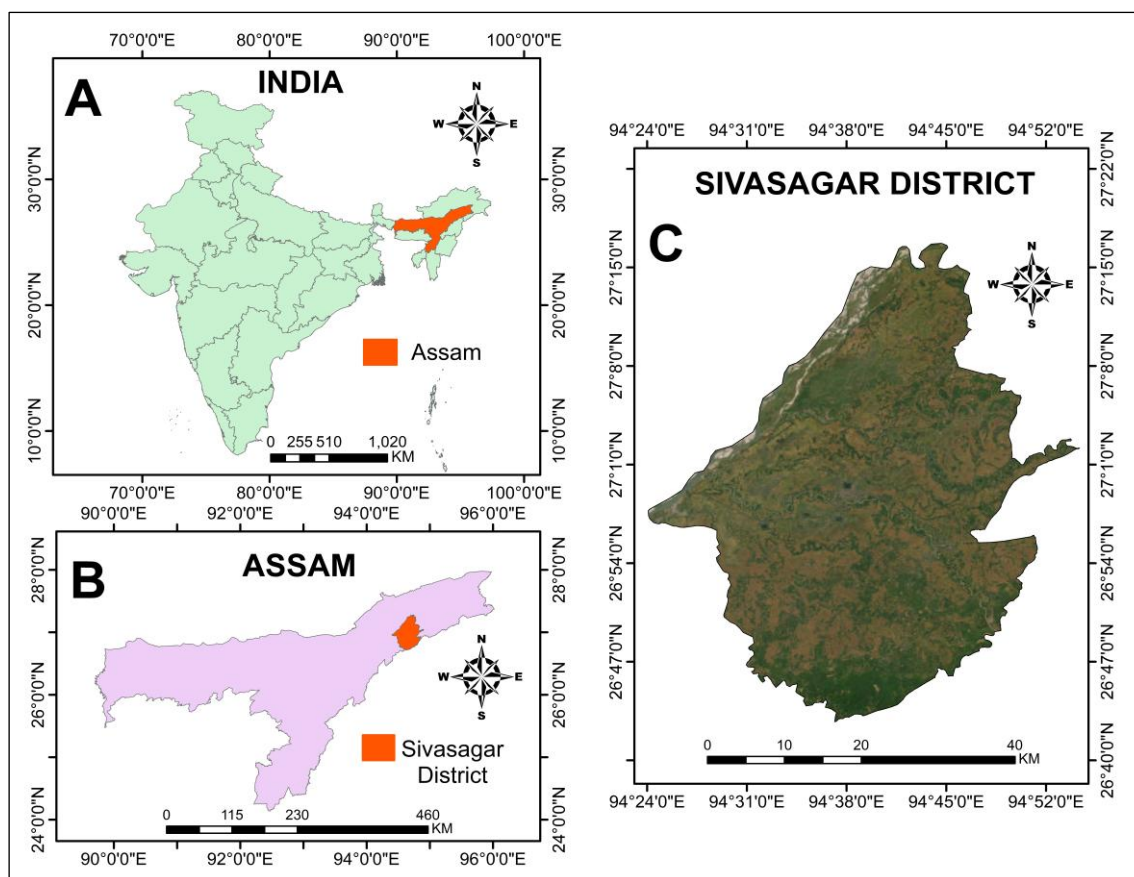 70°0'0"E 80°0'0"E 90°0'0"E 100°0'0"E
A
INDIA
N
W E
S
30°0'0"N 30°0'0"N
20°0'0"N 20°0'0"N
10°0'0"N 10°0'0"N
Assam
0 255 510 1,020
KM
70°0'0"E 80°0'0"E 90°0'0"E 100°0'0"E
90°0'0"E 92°0'0"E 94°0'0"E 96°0'0"E
B
ASSAM
28°0'0"N 28°0'0"N
N
W E
S
26°0'0"N 26°0'0"N
Sivasagar
District
24°0'0"N 24°0'0"N
0 115 230 460
KM
90°0'0"E 92°0'0"E 94°0'0"E 96°0'0"E
94°24'0"E 94°31'0"E 94°38'0"E 94°45'0"E 94°52'0"E
27°22'0"N 27°22'0"N
SIVASAGAR DISTRICT
C
N
W E
S
27°15'0"N 27°15'0"N
27°8'0"N 27°8'0"N
27°1'0"N 27°1'0"N
26°54'0"N 26°54'0"N
26°47'0"N 26°47'0"N
0 10 20 40
KM
26°40'0"N 26°40'0"N
94°24'0"E 94°31'0"E 94°38'0"E 94°45'0"E 94°52'0"E